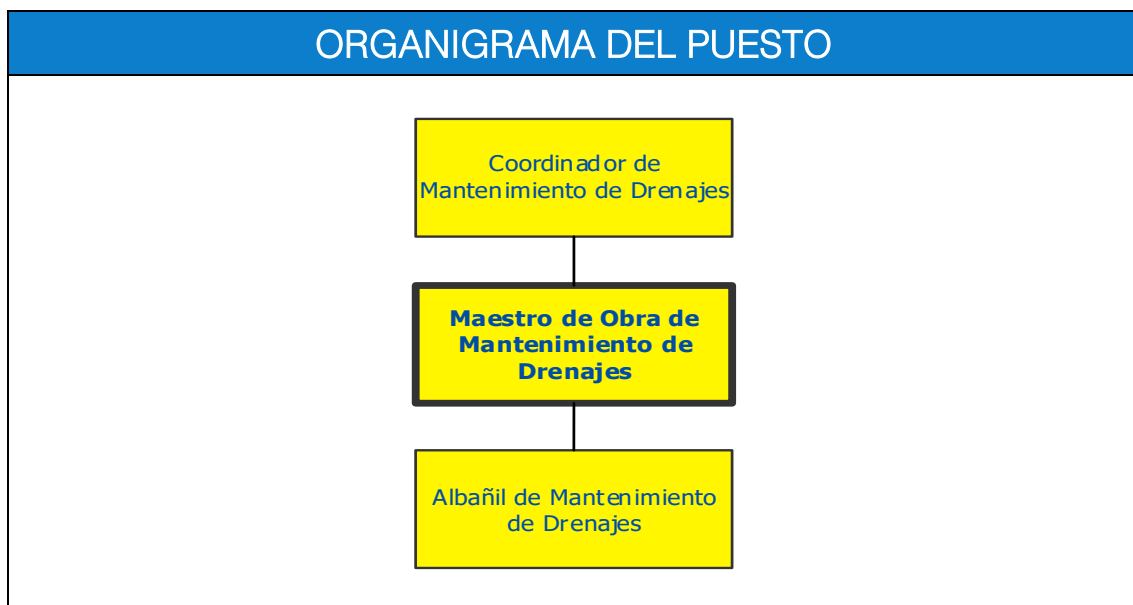 ORGANIGRAMA DEL PUESTO
Coordinador de
Mantenimiento de Drenajes
Maestro de Obra de
Mantenimiento de
Drenajes
Albañil de Mantenimiento
de Drenajes